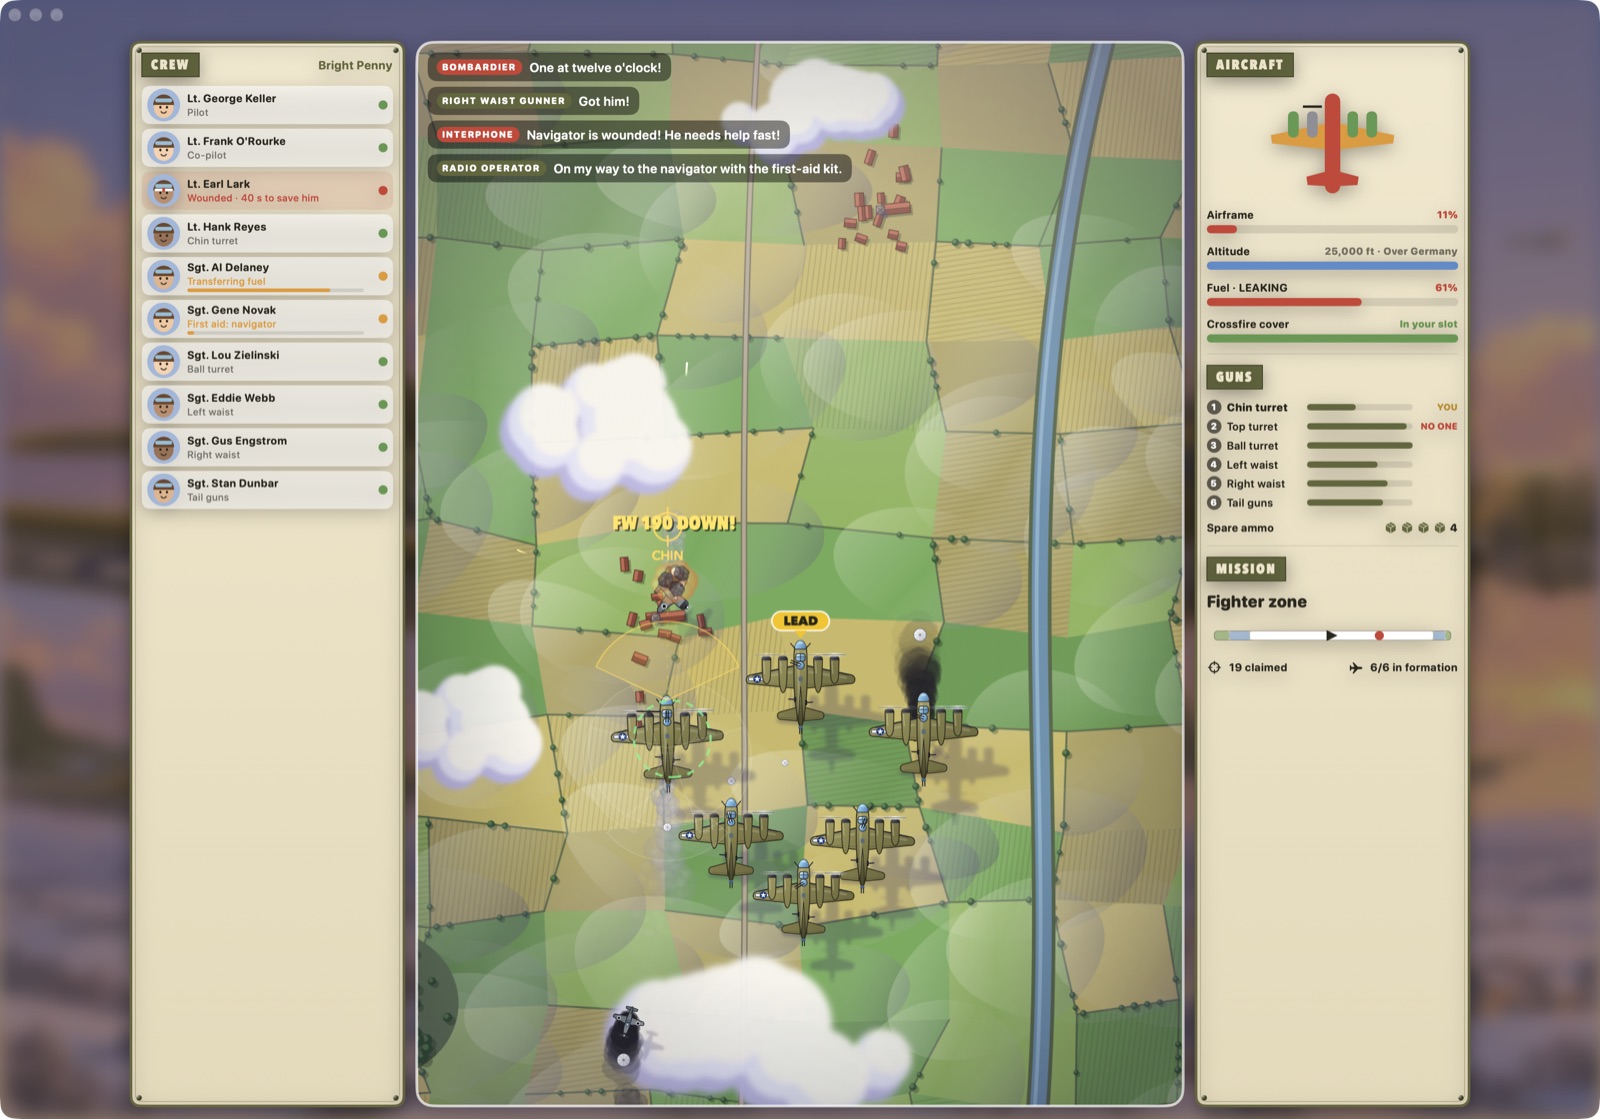 CREW
Bright Penny
Lt. George Keller
Pilot
Lt. Frank O'Rourke
Co-pilot
Lt. Earl Lark
Wounded · 40 s to save him
Lt. Hank Reyes
Chin turret
Sgt. Al Delaney
Transferring fuel
Sgt. Gene Novak
First aid: navigator
Sgt. Lou Zielinski
Ball turret
Sgt. Eddie Webb
Left waist
Sgt. Gus Engstrom
Right waist
Sgt. Stan Dunbar
Tail guns
BOMBARDIER One at twelve o'clock!
RIGHT WAIST GUNNER Got him!
INTERPHONE Navigator is wounded! He needs help fast!
RADIO OPERATOR On my way to the navigator with the first-aid kit.
FW 190 DOWN!
CHIN
LEAD
AIRCRAFT
Airframe 11%
Altitude 25,000 ft · Over Germany
Fuel · LEAKING 61%
Crossfire cover In your slot
GUNS
1 Chin turret YOU
2 Top turret NO ONE
3 Ball turret
4 Left waist
5 Right waist
6 Tail guns
Spare ammo 4
MISSION
Fighter zone
19 claimed 6/6 in formation